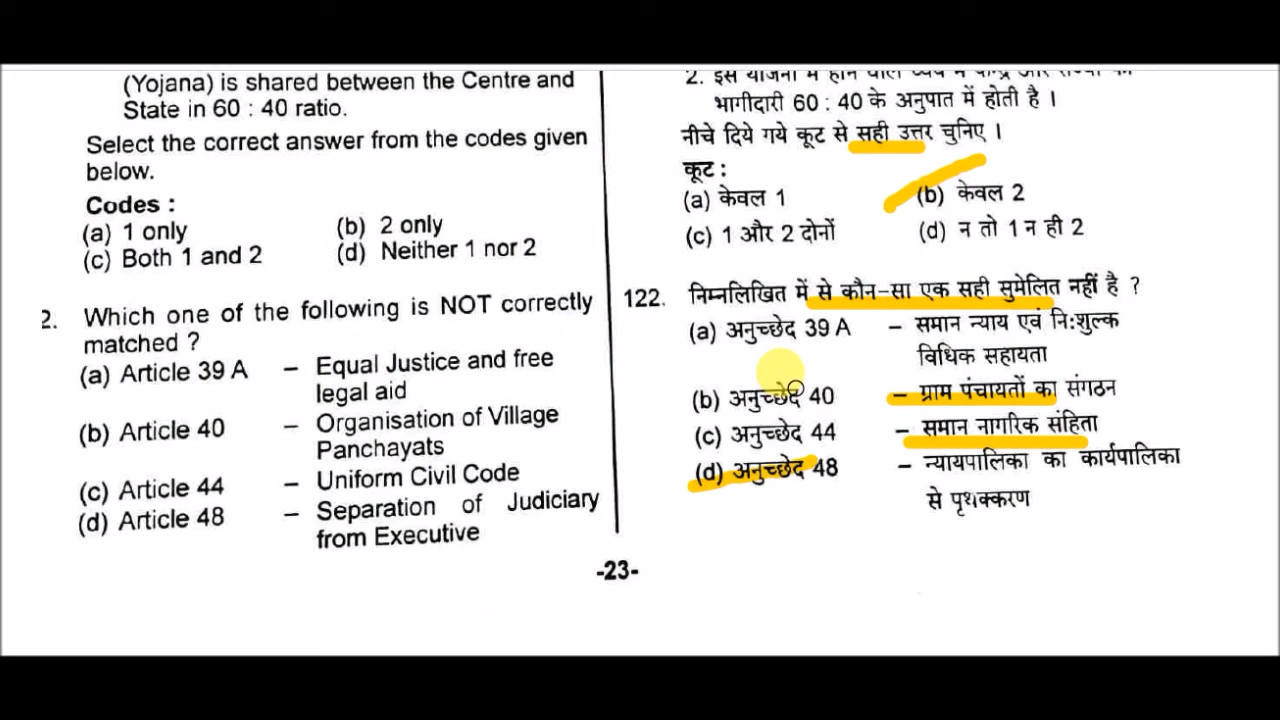 (Yojana) is shared between the Centre and
State in 60 : 40 ratio.
Select the correct answer from the codes given
below.
Codes :
(a) 1 only (b) 2 only
(c) Both 1 and 2 (d) Neither 1 nor 2
2. Which one of the following is NOT correctly
matched ?
(a) Article 39 A – Equal Justice and free
legal aid
(b) Article 40 – Organisation of Village
Panchayats
(c) Article 44 – Uniform Civil Code
(d) Article 48 – Separation of Judiciary
from Executive
2. इस योजना में होने वाले व्यय में केन्द्र और राज्यों की
भागीदारी 60 : 40 के अनुपात में होती है ।
नीचे दिये गये कूट से सही उत्तर चुनिए ।
कूट :
(a) केवल 1 (b) केवल 2
(c) 1 और 2 दोनों (d) न तो 1 न ही 2
122. निम्नलिखित में से कौन-सा एक सही सुमेलित नहीं है ?
(a) अनुच्छेद 39 A – समान न्याय एवं नि:शुल्क
विधिक सहायता
(b) अनुच्छेद 40 – ग्राम पंचायतों का संगठन
(c) अनुच्छेद 44 – समान नागरिक संहिता
(d) अनुच्छेद 48 – न्यायपालिका का कार्यपालिका
से पृथक्करण
-23-